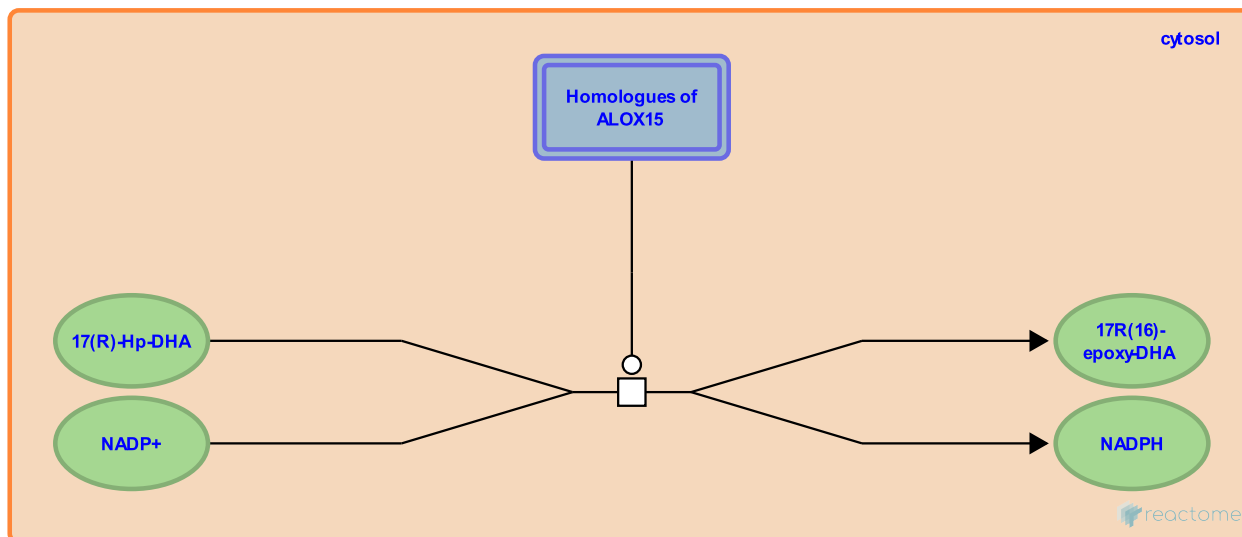 cytosol
Homologues of
ALOX15
17(R)-Hp-DHA
17R(16)-
epoxy-DHA
NADP+
NADPH
reactome